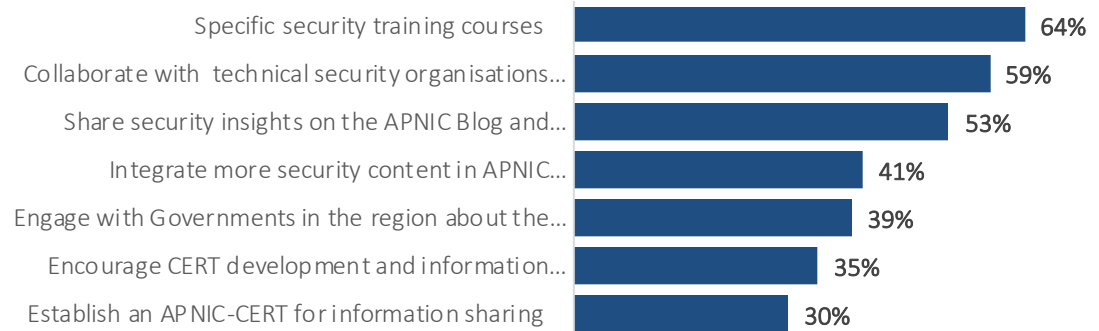 Specific security training courses 64%
Collaborate with technical security organisations... 59%
Share security insights on the APNIC Blog and... 53%
Integrate more security content in APNIC... 41%
Engage with Governments in the region about the... 39%
Encourage CERT development and information... 35%
Establish an APNIC-CERT for information sharing 30%